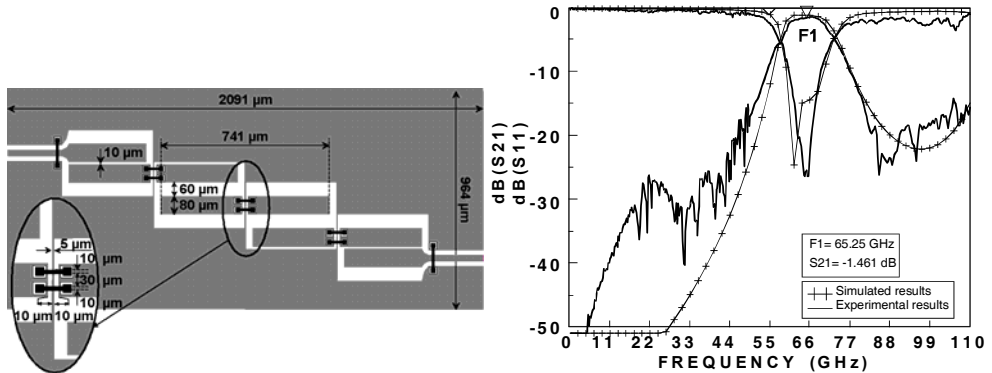 2091 µm
741 µm
10 µm
60 µm
80 µm
964 µm
5 µm
10 µm
30 µm
10 µm
10 µm
10 µm
0
-10
-20
-30
-40
-50
dB(S21)
dB(S11)
F1
F1= 65.25 GHz
S21= -1.461 dB
Simulated results
Experimental results
0 11 22 33 44 55 66 77 88 99 110
FREQUENCY (GHz)